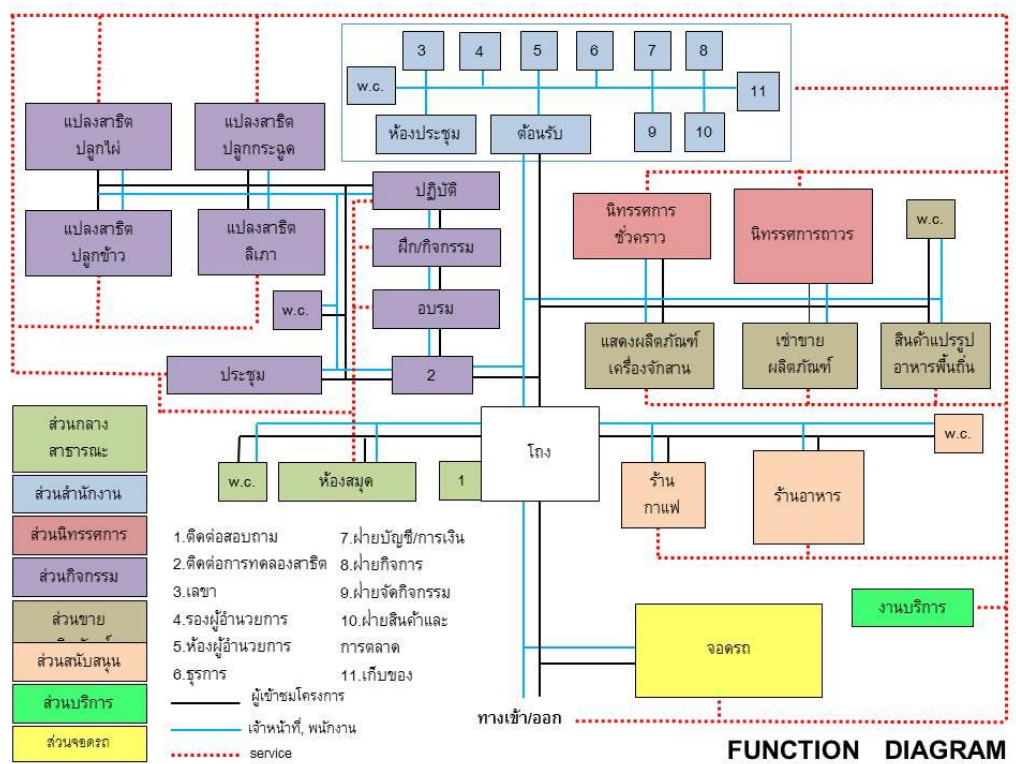 3
4
5
6
7
8
w.c.
11
ห้องประชุม
ต้อนรับ
9
10
แปลงสาธิต
ปลูกไผ่
แปลงสาธิต
ปลูกกระฉูด
แปลงสาธิต
ปลูกข้าว
แปลงสาธิต
ลิเภา
ปฏิบัติ
ฝึก/กิจกรรม
อบรม
w.c.
ประชุม
2
นิทรรศการ
ชั่วคราว
นิทรรศการถาวร
w.c.
แสดงผลิตภัณฑ์
เครื่องจักสาน
เช่าขาย
ผลิตภัณฑ์
สินค้าแปรรูป
อาหารพื้นถิ่น
โถง
w.c.
ห้องสมุด
1
ร้าน
กาแฟ
ร้านอาหาร
w.c.
งานบริการ
จอดรถ
ทางเข้า/ออก
ส่วนกลาง
สาธารณะ
ส่วนสำนักงาน
ส่วนนิทรรศการ
ส่วนกิจกรรม
ส่วนขาย
ส่วนสนับสนุน
ส่วนบริการ
ส่วนจอดรถ
1.ติดต่อสอบถาม
2.ติดต่อการทดลองสาธิต
3.เลขา
4.รองผู้อำนวยการ
5.ห้องผู้อำนวยการ
6.ธุรการ
7.ฝ่ายบัญชี/การเงิน
8.ฝ่ายกิจการ
9.ฝ่ายจัดกิจกรรม
10.ฝ่ายสินค้าและ
การตลาด
11.เก็บของ
ผู้เข้าชมโครงการ
เจ้าหน้าที่, พนักงาน
service
FUNCTION DIAGRAM